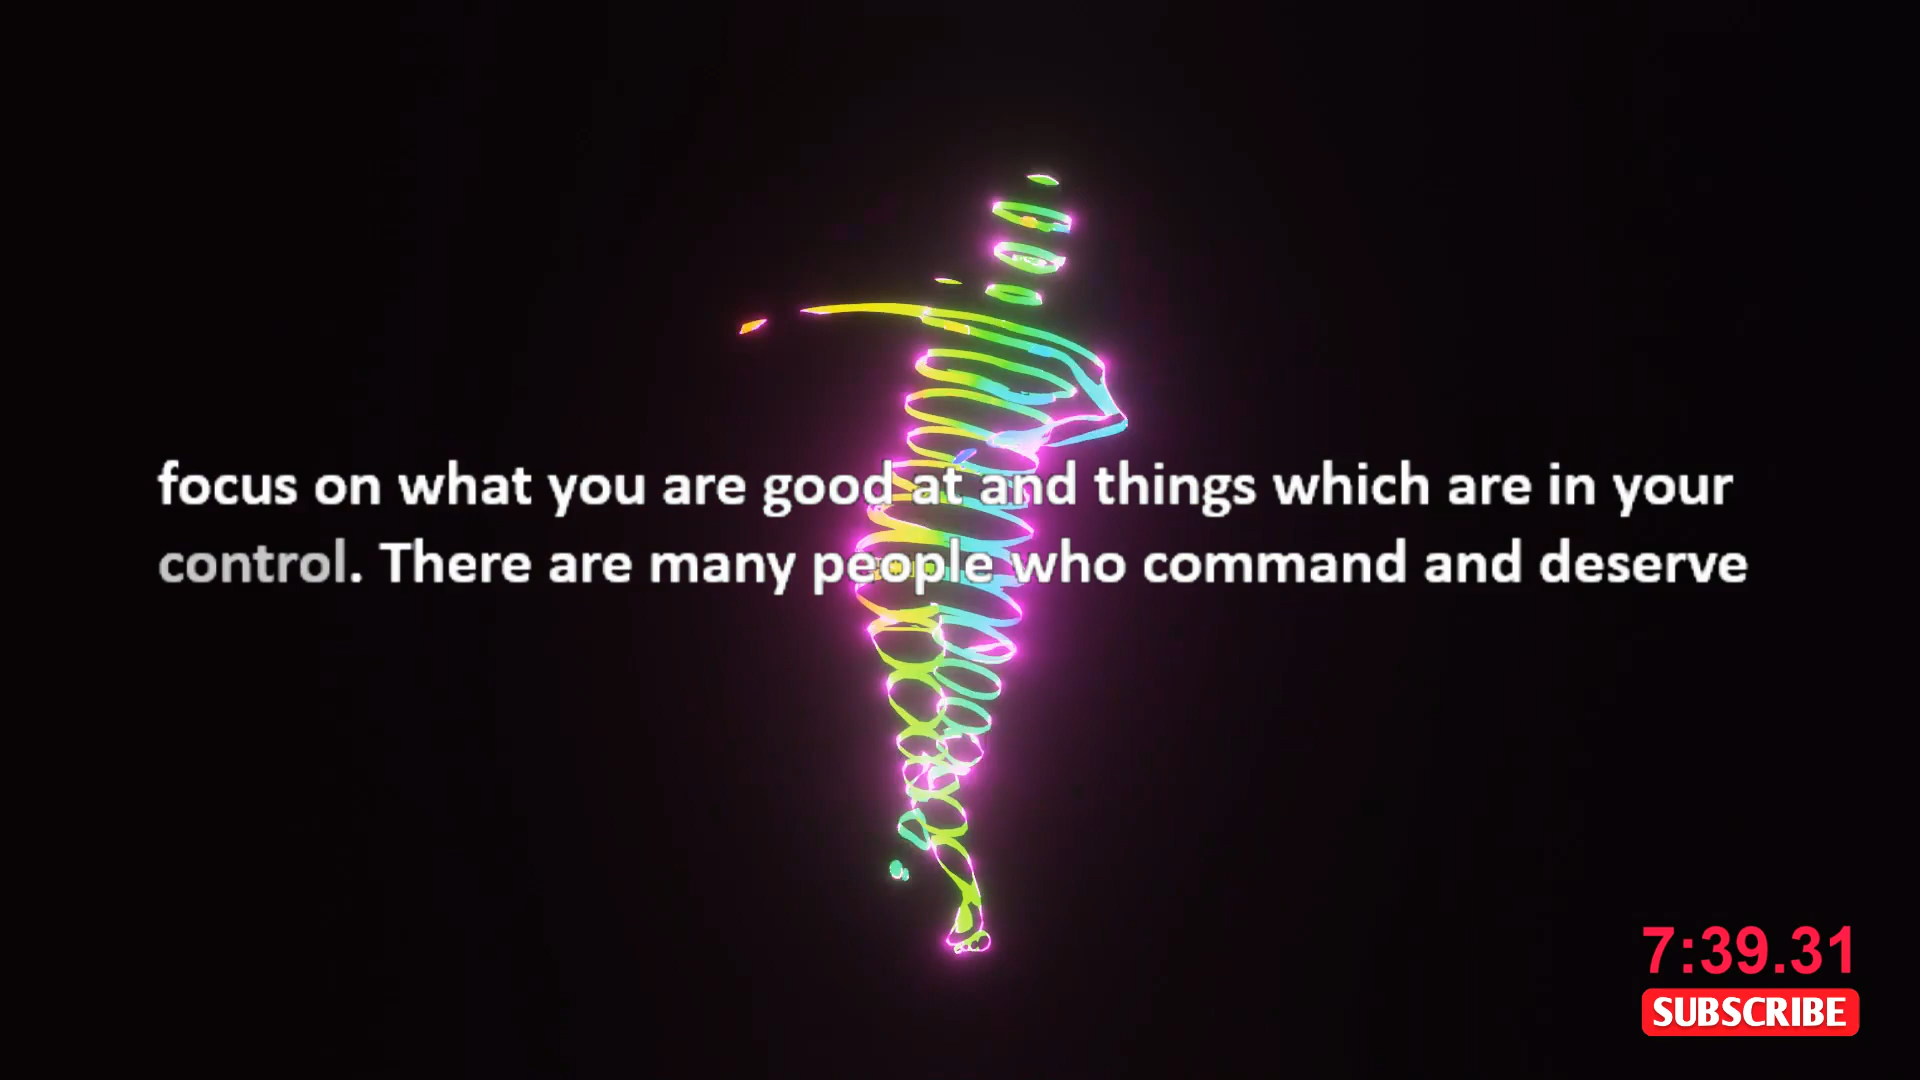 focus on what you are good at and things which are in your
control. There are many people who command and deserve
7:39.31
SUBSCRIBE